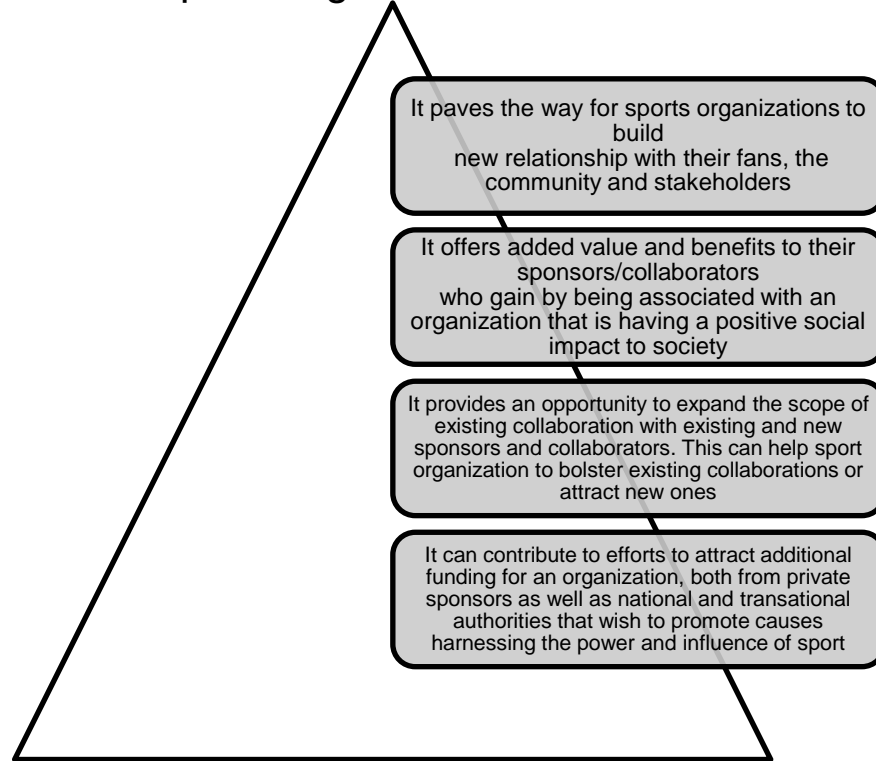 It paves the way for sports organizations to
build
new relationship with their fans, the
community and stakeholders
It offers added value and benefits to their
sponsors/collaborators
who gain by being associated with an
organization that is having a positive social
impact to society
It provides an opportunity to expand the scope of
existing collaboration with existing and new
sponsors and collaborators. This can help sport
organization to bolster existing collaborations or
attract new ones
It can contribute to efforts to attract additional
funding for an organization, both from private
sponsors as well as national and transational
authorities that wish to promote causes
harnessing the power and influence of sport